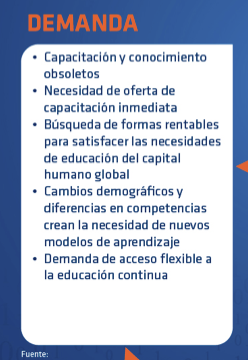 DEMANDA
• Capacitación y conocimiento
obsoletos
• Necesidad de oferta de
capacitación inmediata
• Búsqueda de formas rentables
para satisfacer las necesidades
de educación del capital
humano global
• Cambios demográficos y
diferencias en competencias
crean la necesidad de nuevos
modelos de aprendizaje
• Demanda de acceso flexible a
la educación continua
Fuente: